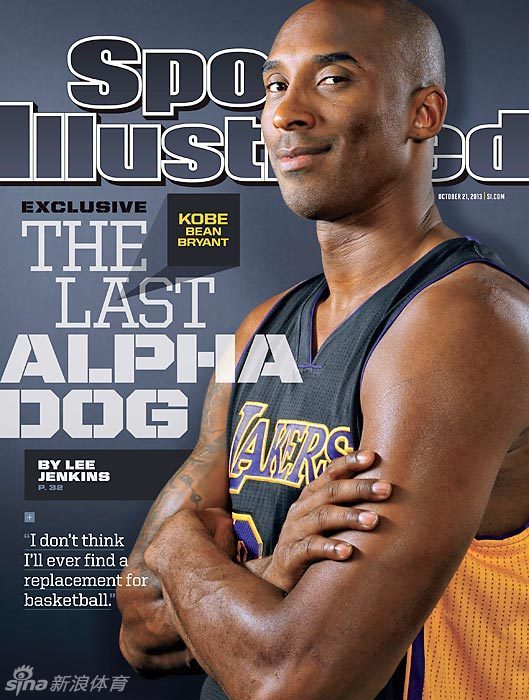 Spo
Illust ed
OCTOBER 21, 2013 | SI.COM
EXCLUSIVE
KOBE
BEAN
BRYANT
THE
LAST
ALPHA
DOG
BY LEE
JENKINS
P. 32
+
"I don't think
I'll ever find a
replacement for
basketball."
LAKERS
sina 新浪体育